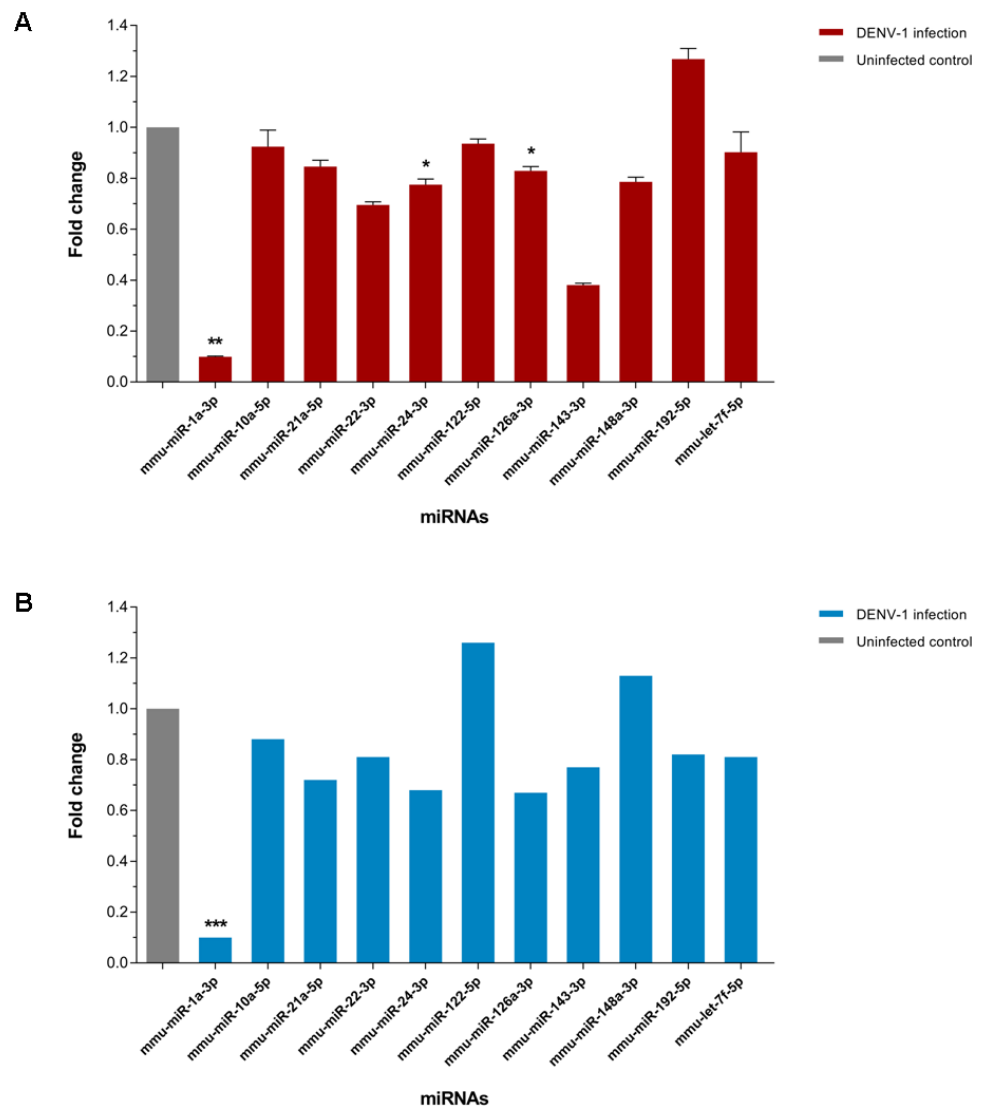 A
1.4
1.2
1.0
0.8
0.6
0.4
0.2
0.0
Fold change
**
*
*
mmu-miR-1a-3p
mmu-miR-10a-5p
mmu-miR-21a-5p
mmu-miR-22-3p
mmu-miR-24-3p
mmu-miR-122-5p
mmu-miR-126a-3p
mmu-miR-143-3p
mmu-miR-148a-3p
mmu-miR-192-5p
mmu-let-7f-5p
miRNAs
DENV-1 infection
Uninfected control
B
1.4
1.2
1.0
0.8
0.6
0.4
0.2
0.0
Fold change
***
mmu-miR-1a-3p
mmu-miR-10a-5p
mmu-miR-21a-5p
mmu-miR-22-3p
mmu-miR-24-3p
mmu-miR-122-5p
mmu-miR-126a-3p
mmu-miR-143-3p
mmu-miR-148a-3p
mmu-miR-192-5p
mmu-let-7f-5p
miRNAs
DENV-1 infection
Uninfected control